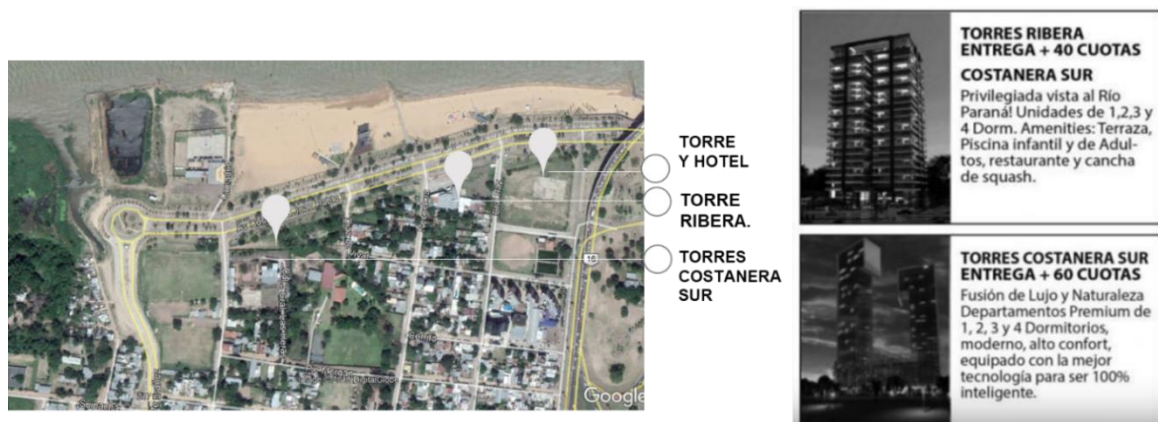 TORRE
Y HOTEL
TORRE
RIBERA.
TORRES
COSTANERA
SUR
16
Google
TORRES RIBERA
ENTREGA + 40 CUOTAS
COSTANERA SUR
Privilegiada vista al Río
Paraná! Unidades de 1,2,3 y
4 Dorm. Amenities: Terraza,
Piscina infantil y de Adul-
tos, restaurante y cancha
de squash.
TORRES COSTANERA SUR
ENTREGA + 60 CUOTAS
Fusión de Lujo y Naturaleza
Departamentos Premium de
1, 2, 3 y 4 Dormitorios,
moderno, alto confort,
equipado con la mejor
tecnología para ser 100%
inteligente.